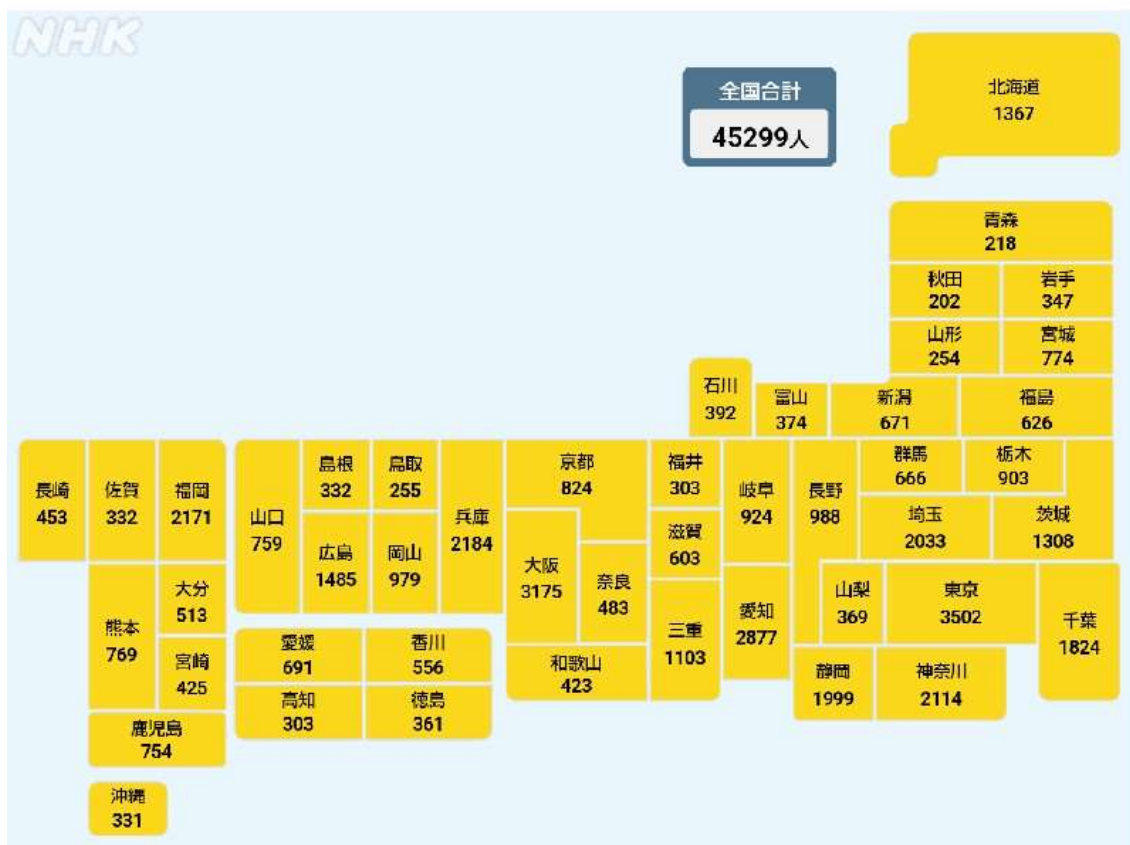 NHK
全国合計
45299人
北海道
1367
青森
218
秋田
202
岩手
347
山形
254
宮城
774
石川
392
富山
374
新潟
671
福島
626
長崎
453
佐賀
332
福岡
2171
山口
759
島根
332
鳥取
255
兵庫
2184
京都
824
福井
303
岐阜
924
長野
988
群馬
666
栃木
903
埼玉
2033
茨城
1308
広島
1485
岡山
979
大阪
3175
滋賀
603
奈良
483
大分
513
熊本
769
宮崎
425
三重
1103
愛知
2877
山梨
369
東京
3502
千葉
1824
愛媛
691
香川
556
和歌山
423
静岡
1999
神奈川
2114
高知
303
徳島
361
鹿児島
754
沖縄
331